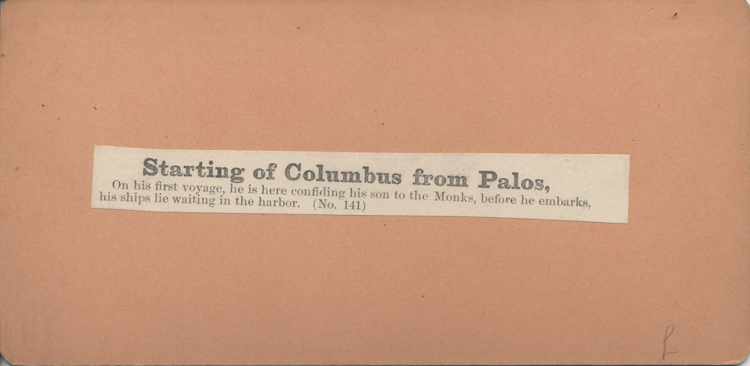 Starting of Columbus from Palos,
On his first voyage, he is here confiding his son to the Monks, before he embarks,
his ships lie waiting in the harbor. (No. 141)